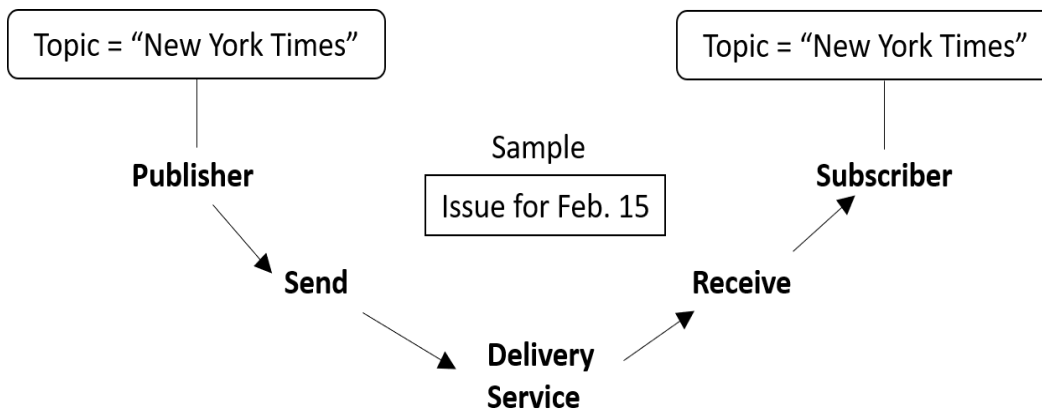 Topic = “New York Times”
Topic = “New York Times”
Sample
Publisher
Issue for Feb. 15
Subscriber
Send
Receive
Delivery
Service